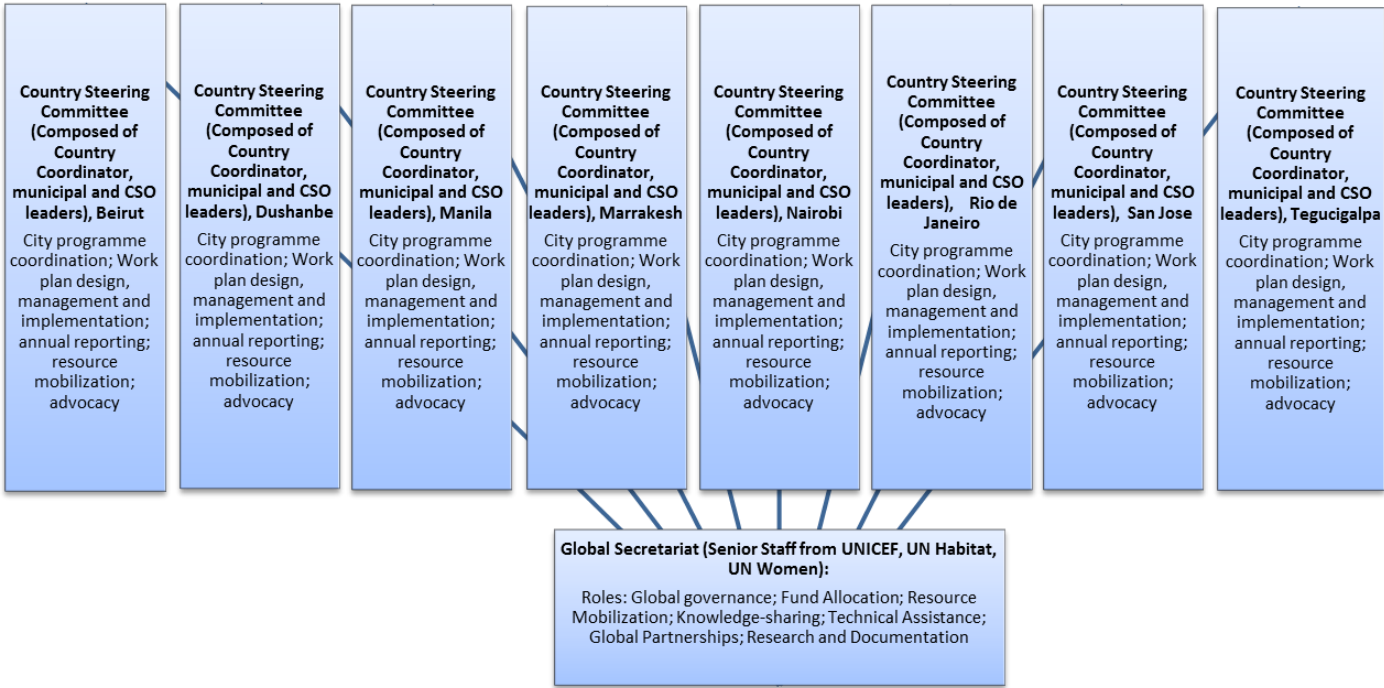 Country Steering
Committee
(Composed of
Country
Coordinator,
municipal and CSO
leaders), Beirut
City programme
coordination; Work
plan design,
management and
implementation;
annual reporting;
resource
mobilization;
advocacy
Country Steering
Committee
(Composed of
Country
Coordinator,
municipal and CSO
leaders), Dushanbe
City programme
coordination; Work
plan design,
management and
implementation;
annual reporting;
resource
mobilization;
advocacy
Country Steering
Committee
(Composed of
Country
Coordinator,
municipal and CSO
leaders), Manila
City programme
coordination; Work
plan design,
management and
implementation;
annual reporting;
resource
mobilization;
advocacy
Country Steering
Committee
(Composed of
Country
Coordinator,
municipal and CSO
leaders), Marrakesh
City programme
coordination; Work
plan design,
management and
implementation;
annual reporting;
resource
mobilization;
advocacy
Country Steering
Committee
(Composed of
Country
Coordinator,
municipal and CSO
leaders), Nairobi
City programme
coordination; Work
plan design,
management and
implementation;
annual reporting;
resource
mobilization;
advocacy
Country Steering
Committee
(Composed of
Country
Coordinator,
municipal and CSO
leaders), Rio de
Janeiro
City programme
coordination; Work
plan design,
management and
implementation;
annual reporting;
resource
mobilization;
advocacy
Country Steering
Committee
(Composed of
Country
Coordinator,
municipal and CSO
leaders), San Jose
City programme
coordination; Work
plan design,
management and
implementation;
annual reporting;
resource
mobilization;
advocacy
Country Steering
Committee
(Composed of
Country
Coordinator,
municipal and CSO
leaders), Tegucigalpa
City programme
coordination; Work
plan design,
management and
implementation;
annual reporting;
resource
mobilization;
advocacy
Global Secretariat (Senior Staff from UNICEF, UN Habitat,
UN Women):
Roles: Global governance; Fund Allocation; Resource
Mobilization; Knowledge-sharing; Technical Assistance;
Global Partnerships; Research and Documentation